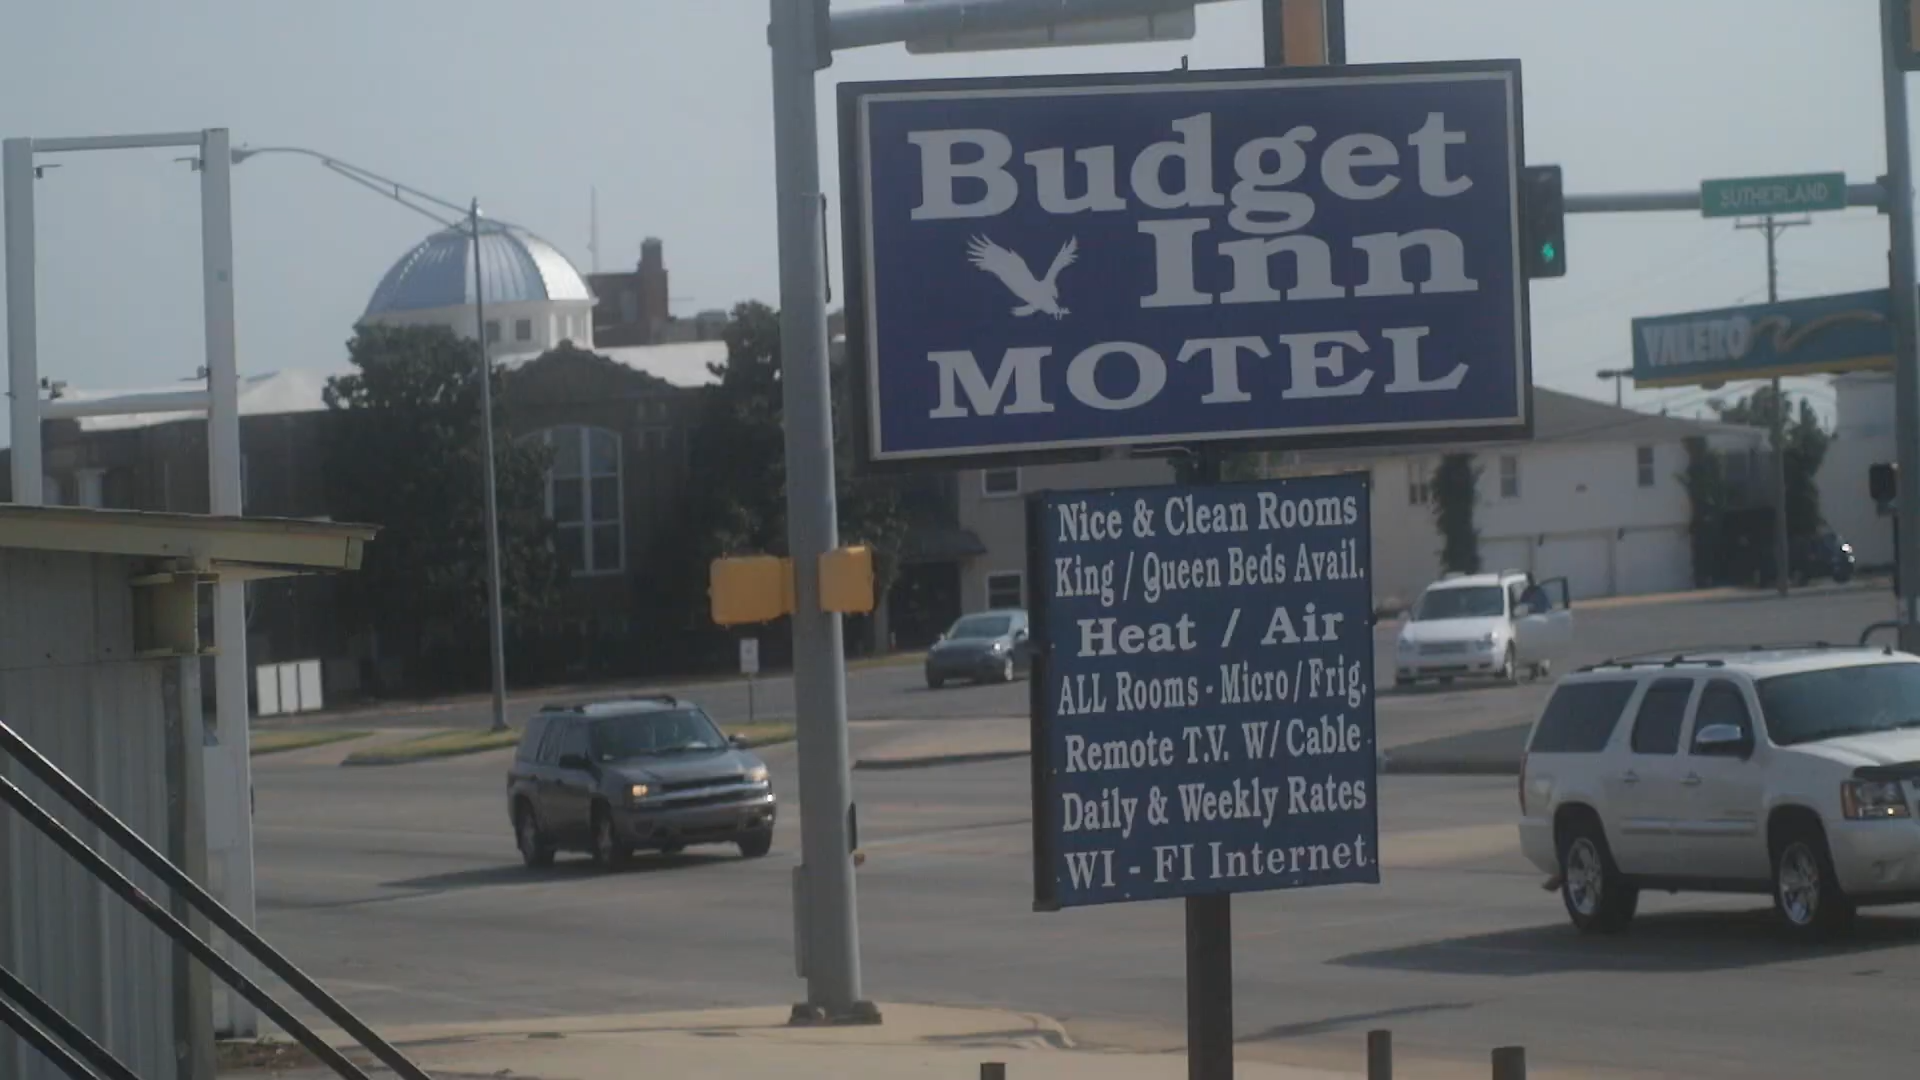 Budget
Inn
MOTEL
Nice & Clean Rooms
King / Queen Beds Avail.
Heat / Air
ALL Rooms - Micro / Frig.
Remote T.V. W/ Cable
Daily & Weekly Rates
WI - FI Internet
SUTHERLAND
VALERO